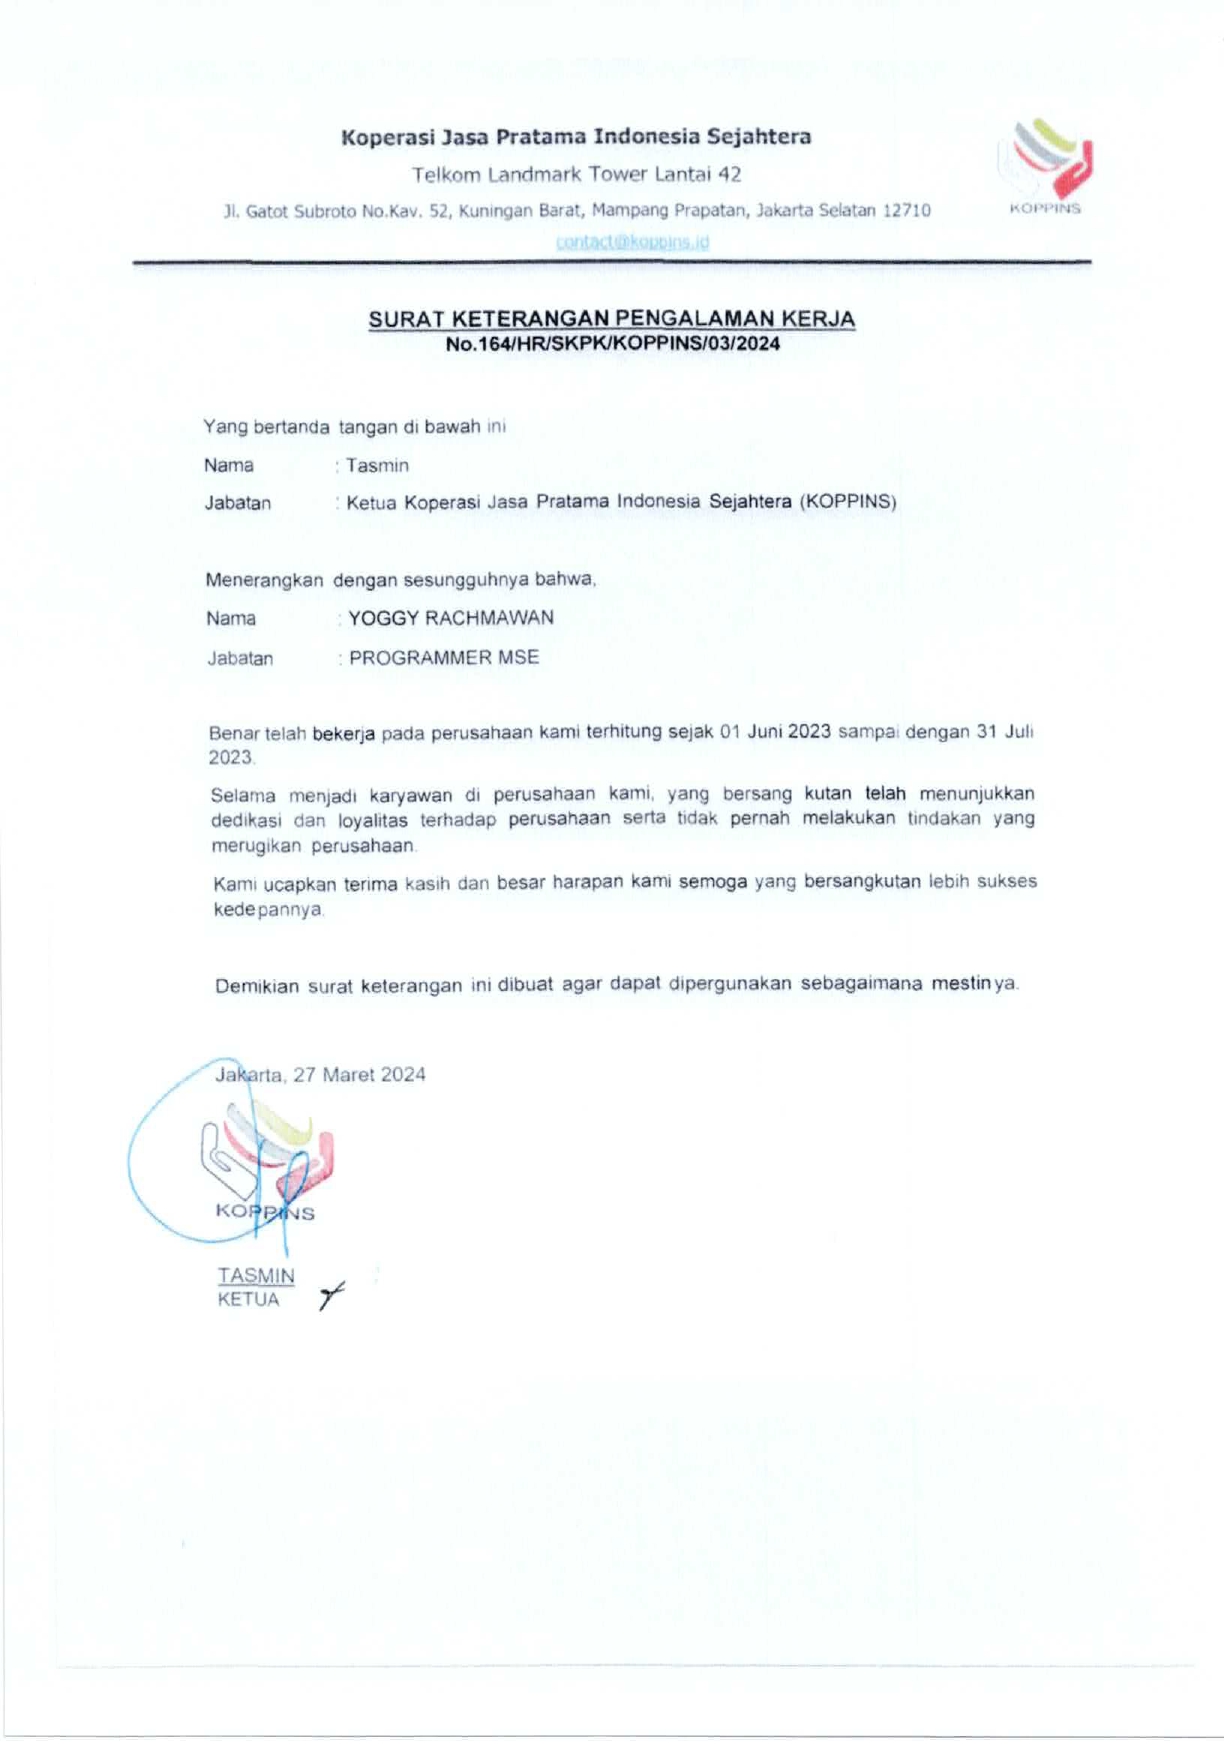 Koperasi Jasa Pratama Indonesia Sejahtera
Telkom Landmark Tower Lantai 42
Jl. Gatot Subroto No.Kav. 52, Kuningan Barat, Mampang Prapatan, Jakarta Selatan 12710
contact@koppins.id
KOPPINS
SURAT KETERANGAN PENGALAMAN KERJA
No.164/HR/SKPK/KOPPINS/03/2024
Yang bertanda tangan di bawah ini
Nama : Tasmin
Jabatan : Ketua Koperasi Jasa Pratama Indonesia Sejahtera (KOPPINS)
Menerangkan dengan sesungguhnya bahwa,
Nama : YOGGY RACHMAWAN
Jabatan : PROGRAMMER MSE
Benar telah bekerja pada perusahaan kami terhitung sejak 01 Juni 2023 sampai dengan 31 Juli
2023.
Selama menjadi karyawan di perusahaan kami, yang bersang kutan telah menunjukkan
dedikasi dan loyalitas terhadap perusahaan serta tidak pernah melakukan tindakan yang
merugikan perusahaan.
Kami ucapkan terima kasih dan besar harapan kami semoga yang bersangkutan lebih sukses
kedepannya.
Demikian surat keterangan ini dibuat agar dapat dipergunakan sebagaimana mestinya.
Jakarta, 27 Maret 2024
KOPPINS
TASMIN
KETUA